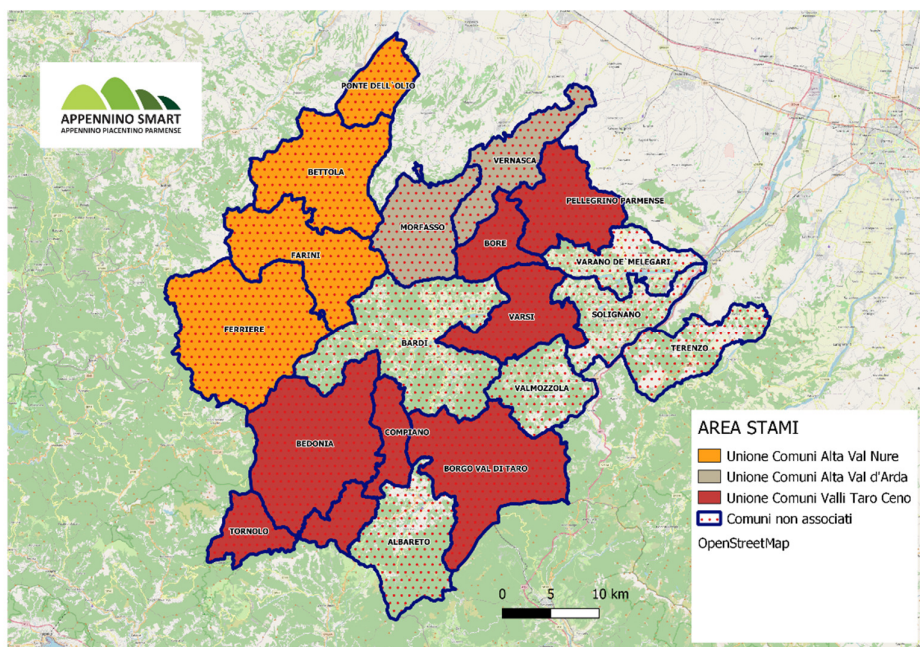 APPENNINO SMART
APPENNINO PIACENTINO PARMENSE
PONTE DELL'OLIO
VERNASCA
BETTOLA
PELLEGRINO PARMENSE
MORFASSO
BORE
FARINI
VARANO DE' MELEGARI
SOLIGNANO
VARSI
FERRIERE
BARDI
TERENZO
VALMOZZOLA
COMPIANO
BEDONIA
BORGO VAL DI TARO
TORNOLO
ALBARETO
AREA STAMI
Unione Comuni Alta Val Nure
Unione Comuni Alta Val d'Arda
Unione Comuni Valli Taro Ceno
Comuni non associati
OpenStreetMap
0 5 10 km